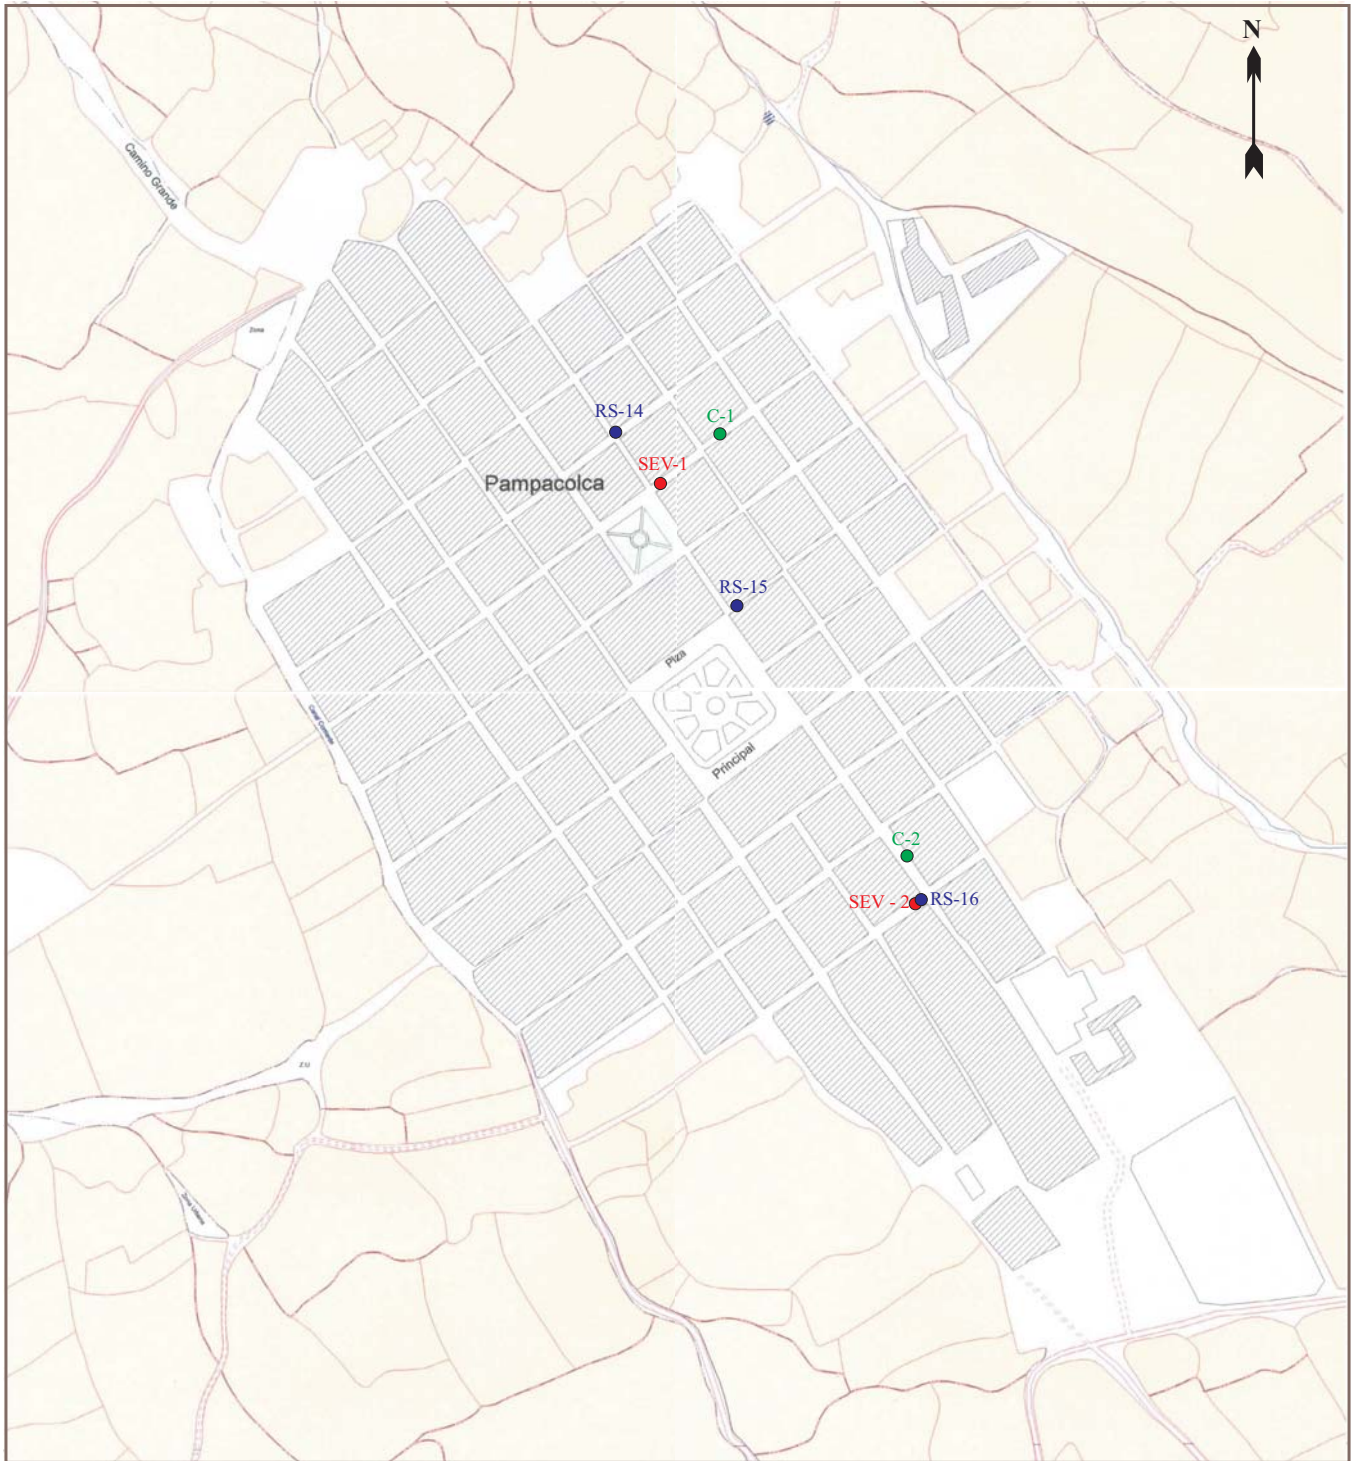 N
Camino Grande
Zona
RS-14
C-1
SEV-1
Pampacolca
RS-15
Plza
Principal
C-2
SEV - 2
RS-16
Zona Urbana